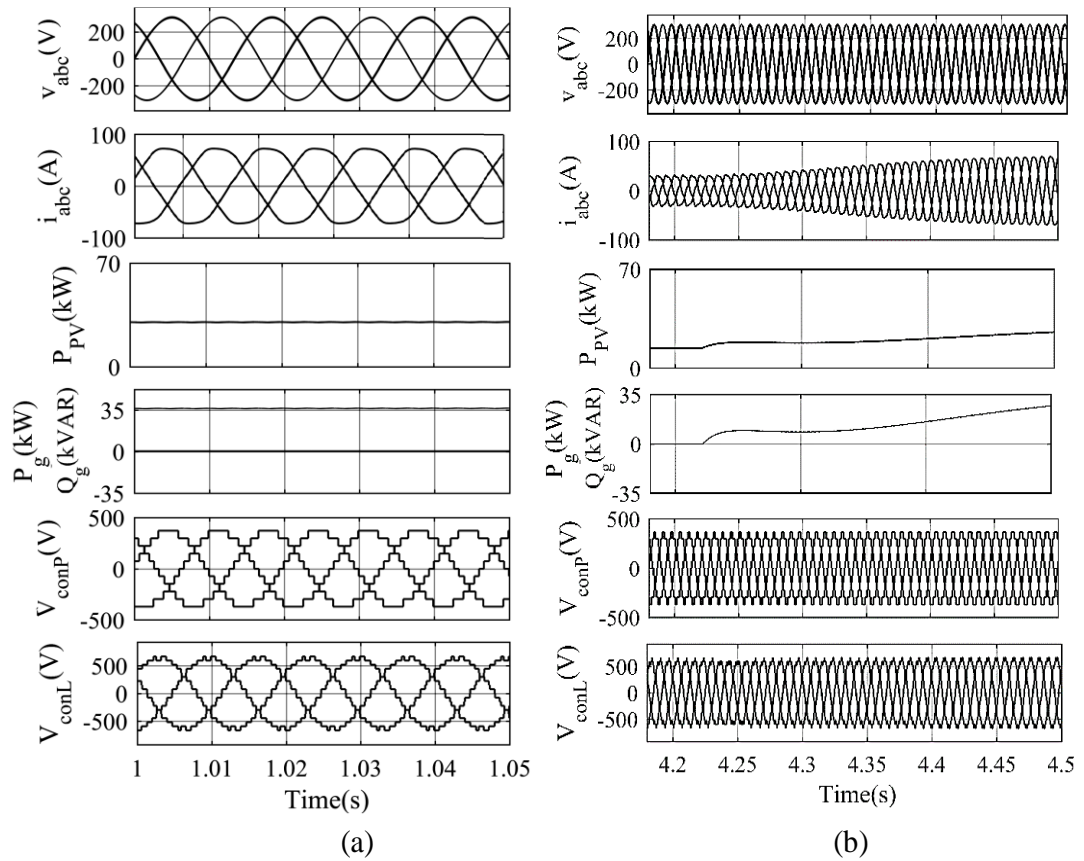 v_abc(V)
200
0
-200
i_abc(A)
100
0
-100
P_PV(kW)
70
0
P_g(kW)
Q_g(kVAR)
35
0
-35
V_conP(V)
500
0
-500
V_conL(V)
500
0
-500
1 1.01 1.02 1.03 1.04 1.05
Time(s)
(a)
v_abc(V)
200
0
-200
i_abc(A)
100
0
-100
P_PV(kW)
70
0
P_g(kW)
Q_g(kVAR)
35
0
-35
V_conP(V)
500
0
-500
V_conL(V)
500
0
-500
4.2 4.25 4.3 4.35 4.4 4.45 4.5
Time(s)
(b)